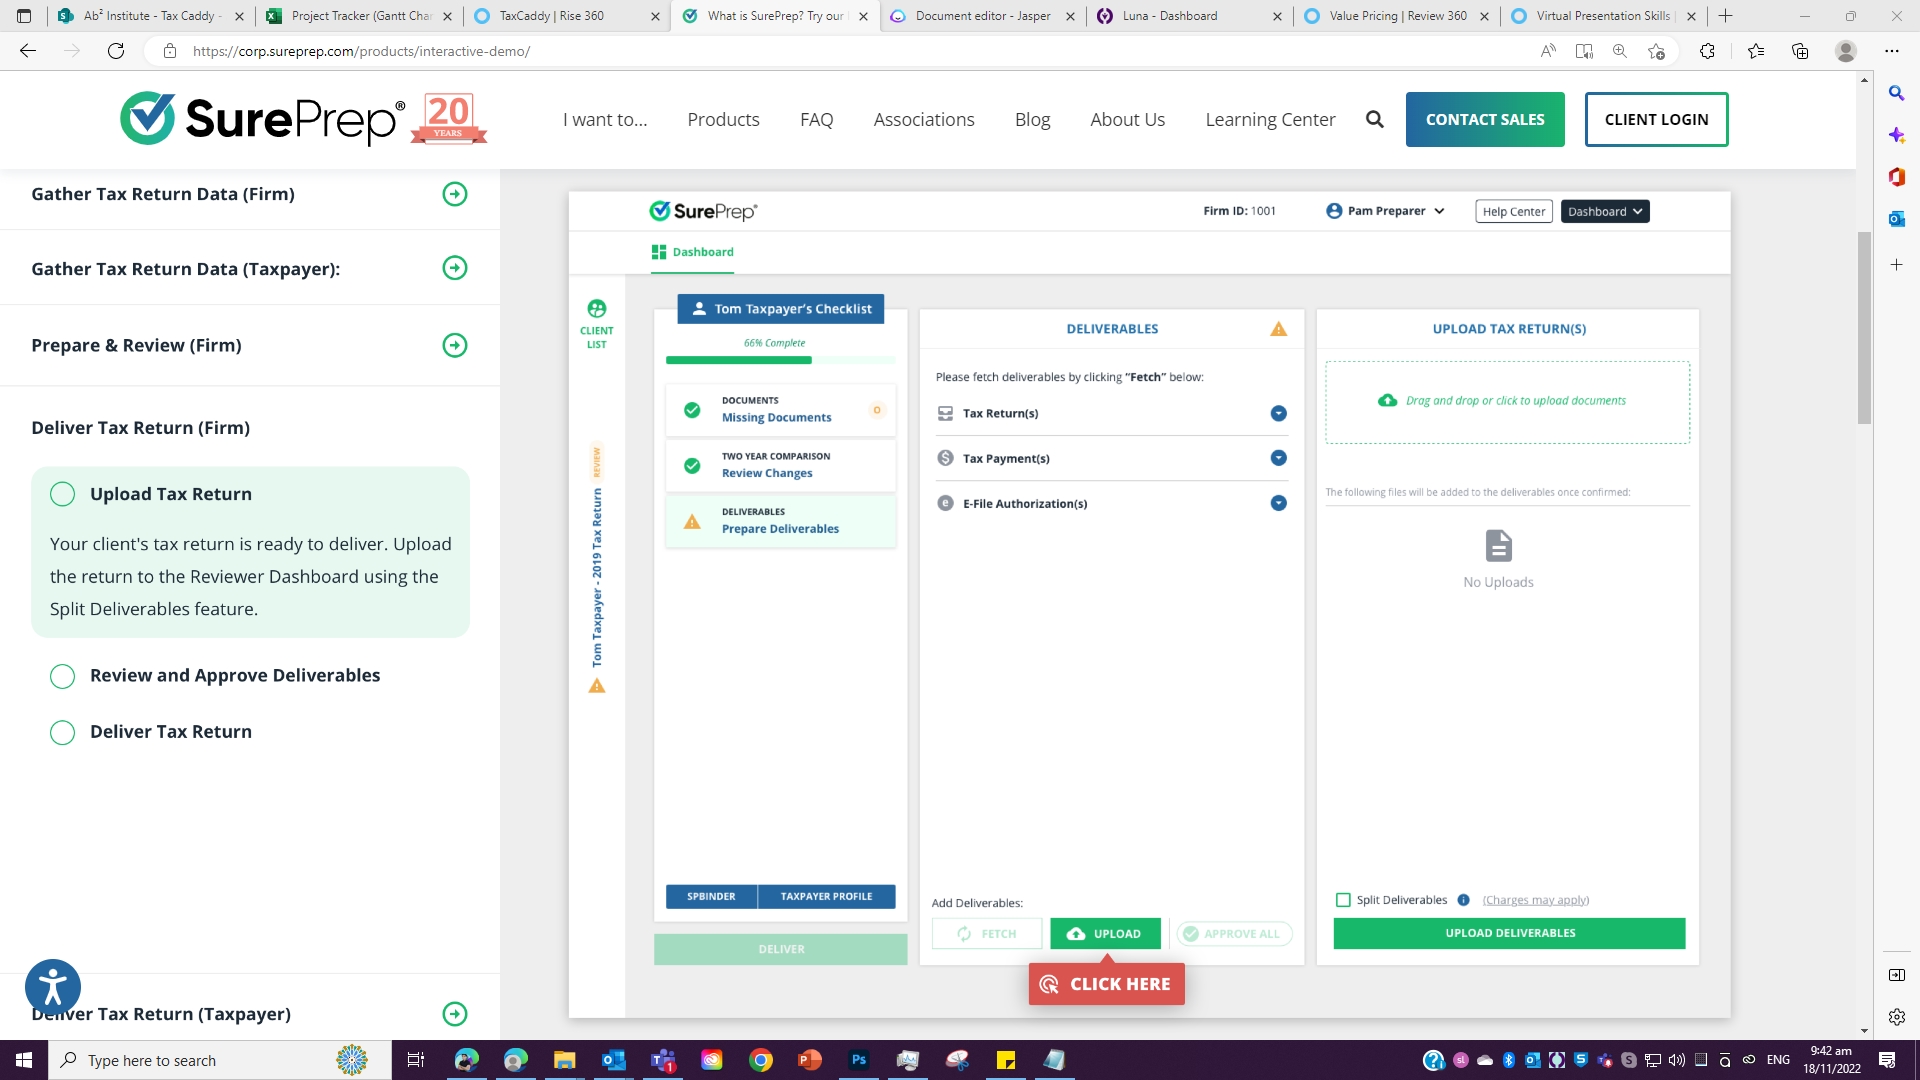 Ab² Institute - Tax Caddy -
Project Tracker (Gantt Char
TaxCaddy | Rise 360
What is SurePrep? Try our
Document editor - Jasper
Luna - Dashboard
Value Pricing | Review 360
Virtual Presentation Skills
https://corp.sureprep.com/products/interactive-demo/
SurePrep®
20
YEARS
I want to...
Products
FAQ
Associations
Blog
About Us
Learning Center
CONTACT SALES
CLIENT LOGIN
Gather Tax Return Data (Firm)
Gather Tax Return Data (Taxpayer):
Prepare & Review (Firm)
Deliver Tax Return (Firm)
Upload Tax Return
Your client's tax return is ready to deliver. Upload
the return to the Reviewer Dashboard using the
Split Deliverables feature.
Review and Approve Deliverables
Deliver Tax Return
Deliver Tax Return (Taxpayer)
SurePrep®
Firm ID: 1001
Pam Preparer
Help Center
Dashboard
Dashboard
CLIENT
LIST
Tom Taxpayer - 2019 Tax Return REVIEW
Tom Taxpayer's Checklist
66% Complete
DOCUMENTS
Missing Documents
0
TWO YEAR COMPARISON
Review Changes
DELIVERABLES
Prepare Deliverables
SPBINDER
TAXPAYER PROFILE
DELIVER
DELIVERABLES
Please fetch deliverables by clicking “Fetch” below:
Tax Return(s)
Tax Payment(s)
E-File Authorization(s)
Add Deliverables:
FETCH
UPLOAD
APPROVE ALL
CLICK HERE
UPLOAD TAX RETURN(S)
Drag and drop or click to upload documents
The following files will be added to the deliverables once confirmed:
No Uploads
Split Deliverables
(Charges may apply)
UPLOAD DELIVERABLES
Type here to search
ENG
9:42 am
18/11/2022